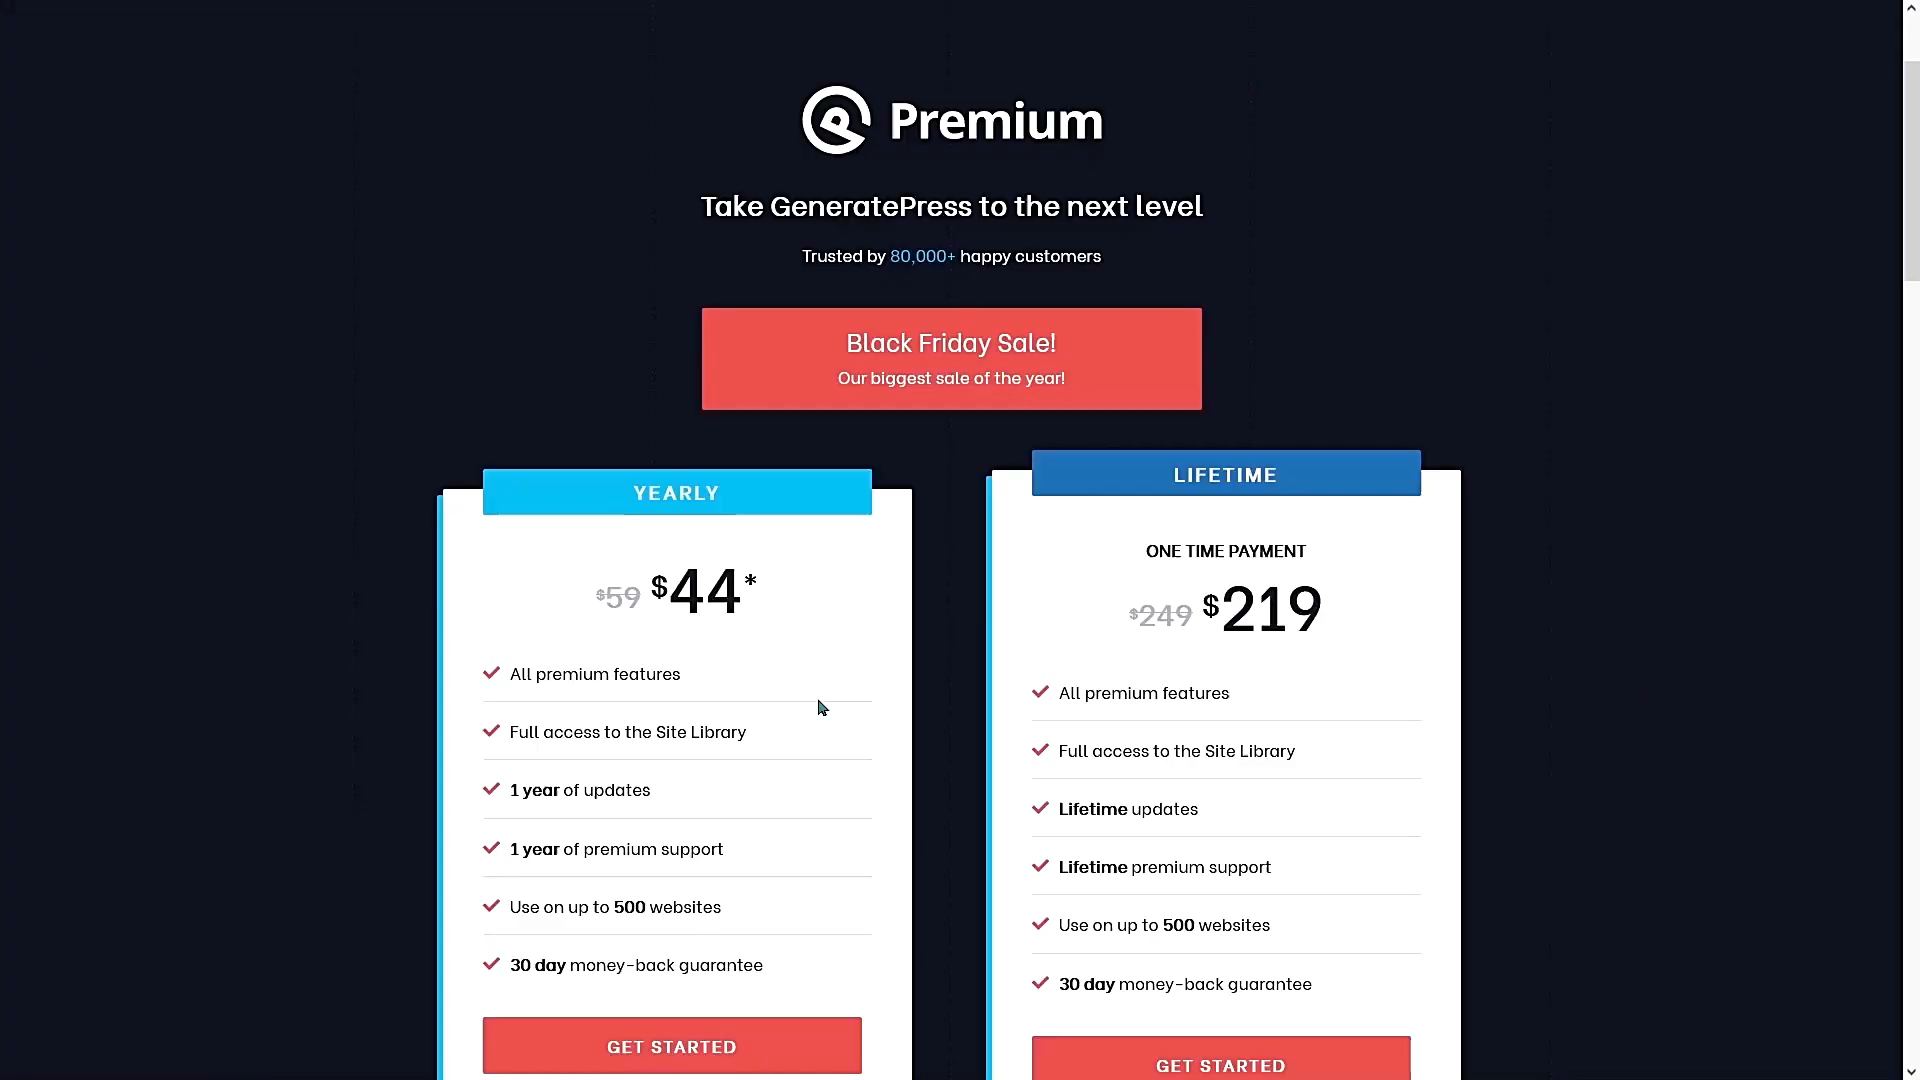 Premium
Take GeneratePress to the next level
Trusted by 80,000+ happy customers
Black Friday Sale!
Our biggest sale of the year!
YEARLY
$59 $44*
All premium features
Full access to the Site Library
1 year of updates
1 year of premium support
Use on up to 500 websites
30 day money-back guarantee
GET STARTED
LIFETIME
ONE TIME PAYMENT
$249 $219
All premium features
Full access to the Site Library
Lifetime updates
Lifetime premium support
Use on up to 500 websites
30 day money-back guarantee
GET STARTED